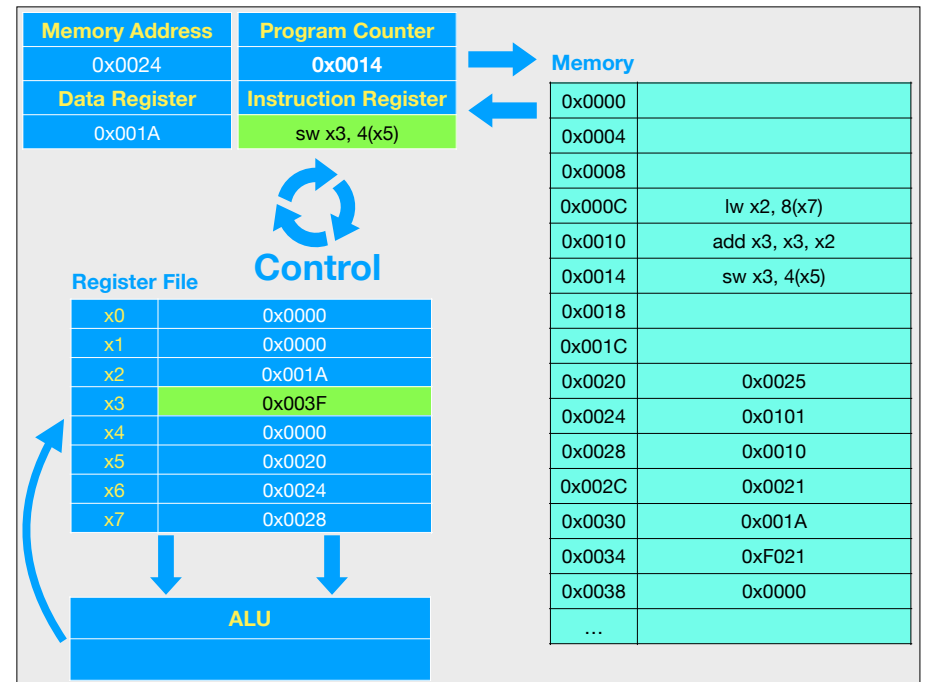 Memory Address Program Counter
0x0024 0x0014
Data Register Instruction Register
0x001A sw x3, 4(x5)
Control
Register File
x0 0x0000
x1 0x0000
x2 0x001A
x3 0x003F
x4 0x0000
x5 0x0020
x6 0x0024
x7 0x0028
ALU
Memory
0x0000
0x0004
0x0008
0x000C lw x2, 8(x7)
0x0010 add x3, x3, x2
0x0014 sw x3, 4(x5)
0x0018
0x001C
0x0020 0x0025
0x0024 0x0101
0x0028 0x0010
0x002C 0x0021
0x0030 0x001A
0x0034 0xF021
0x0038 0x0000
…